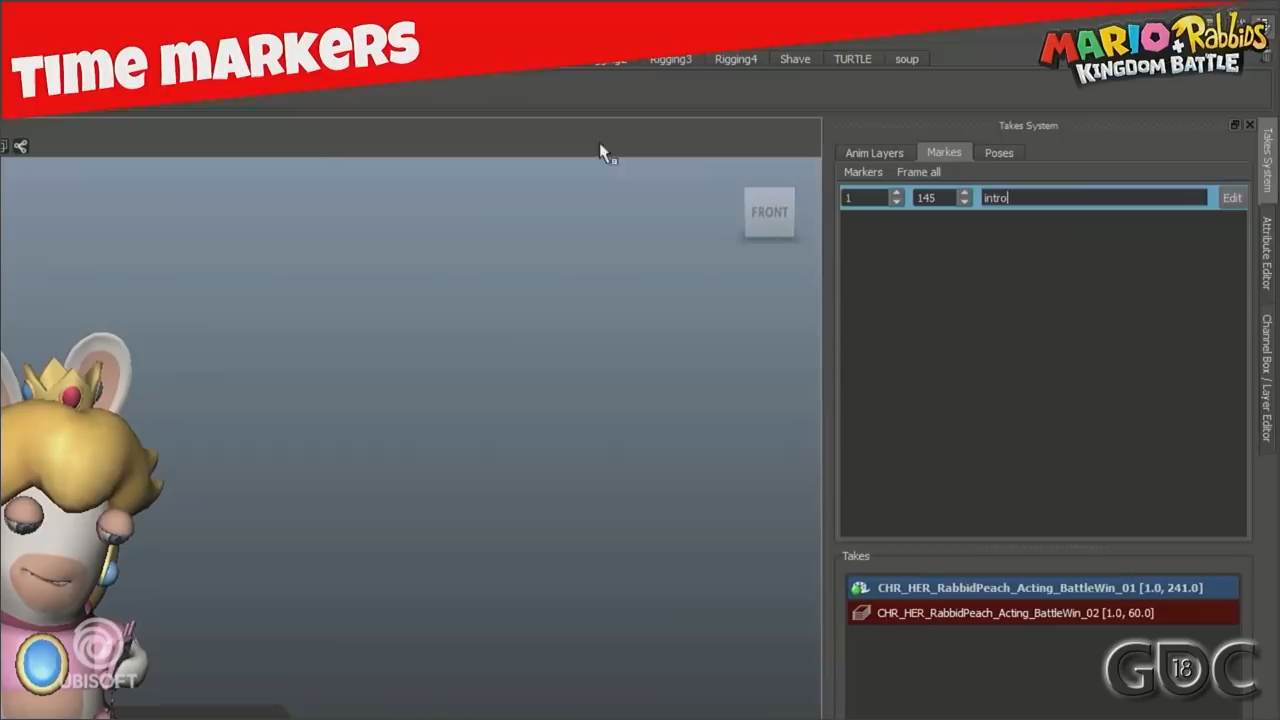 TIME MARKERS
MARIO + Rabbids
KINGDOM BATTLE
Rigging3 Rigging4 Shave TURTLE soup
Takes System
Anim Layers Markes Poses
Markers Frame all
1 145 intro Edit
FRONT
Takes System
Attribute Editor
Channel Box / Layer Editor
Takes
CHR_HER_RabbidPeach_Acting_BattleWin_01 [1.0, 241.0]
CHR_HER_RabbidPeach_Acting_BattleWin_02 [1.0, 60.0]
UBISOFT
GDC 18